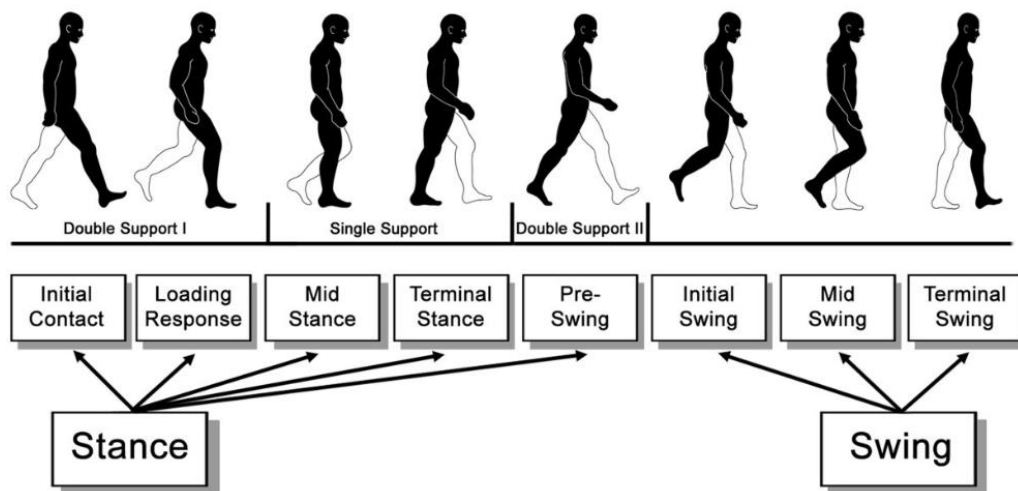 Double Support I
Single Support
Double Support II
Initial
Contact
Loading
Response
Mid
Stance
Terminal
Stance
Pre-
Swing
Initial
Swing
Mid
Swing
Terminal
Swing
Stance
Swing